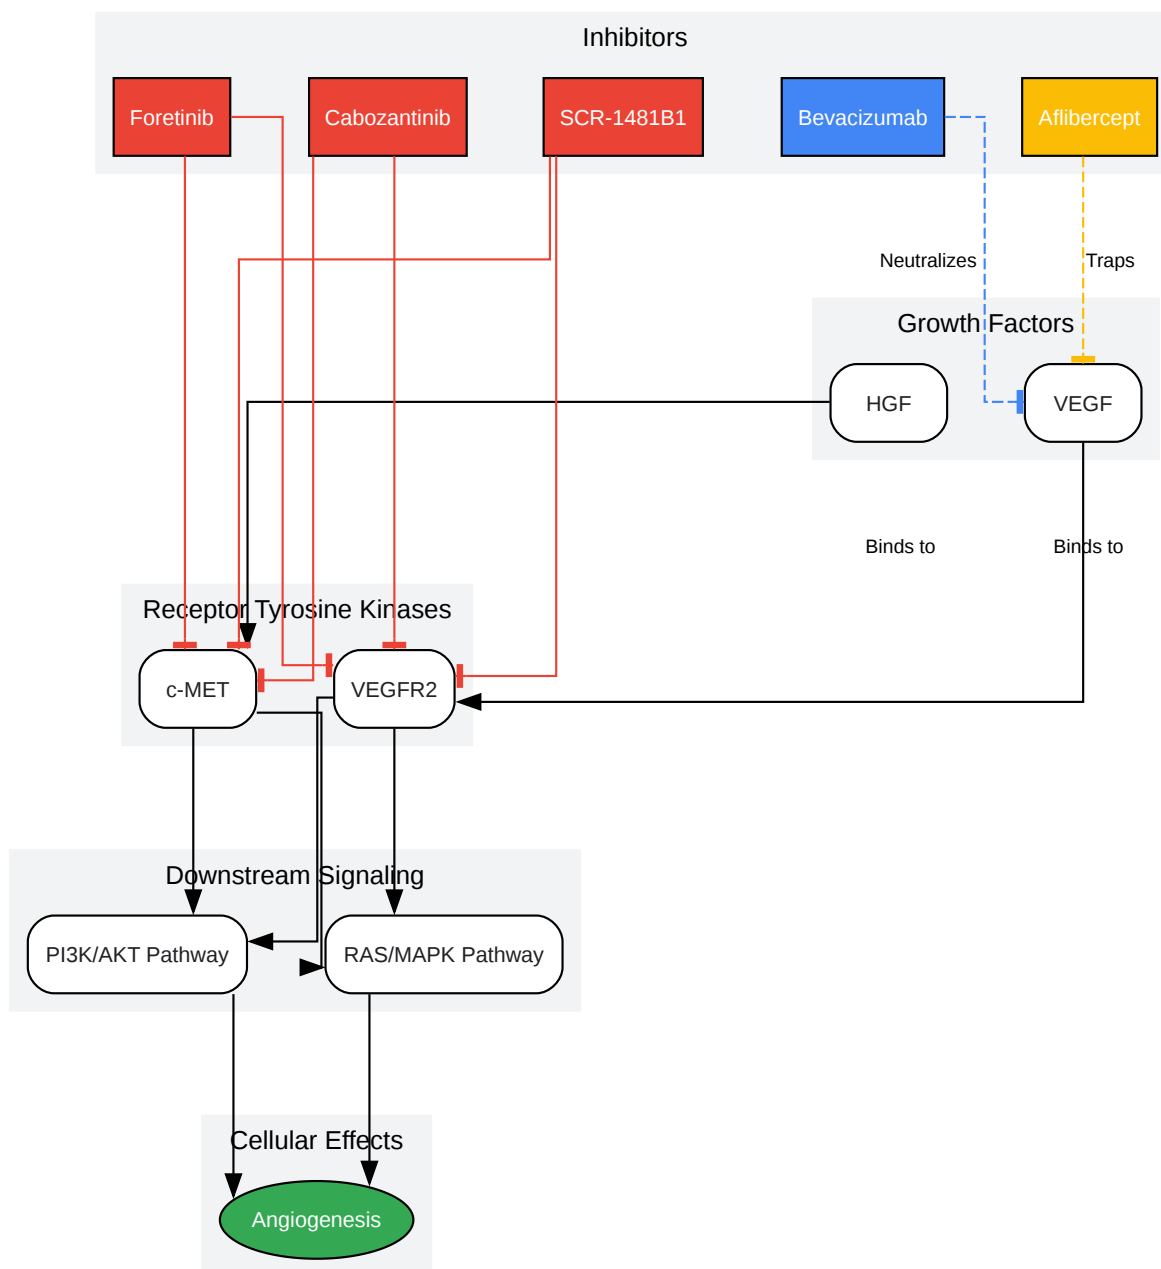 Inhibitors
Foretinib
Cabozantinib
SCR-1481B1
Bevacizumab
Aflibercept
Neutralizes
Traps
Growth Factors
HGF
VEGF
Binds to
Binds to
Receptor Tyrosine Kinases
c-MET
VEGFR2
Downstream Signaling
PI3K/AKT Pathway
RAS/MAPK Pathway
Cellular Effects
Angiogenesis